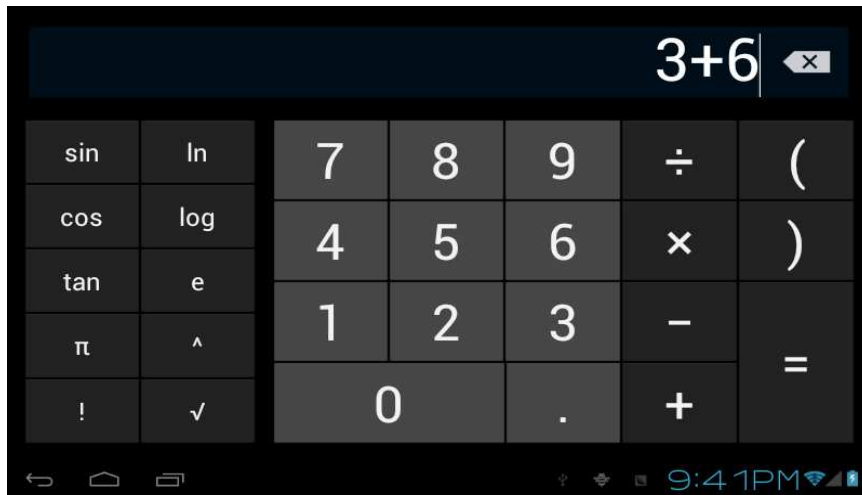 3+6
sin ln 7 8 9 ÷ (
cos log 4 5 6 × )
tan e 1 2 3 −
π ^ =
! √ 0 . +
9:41PM